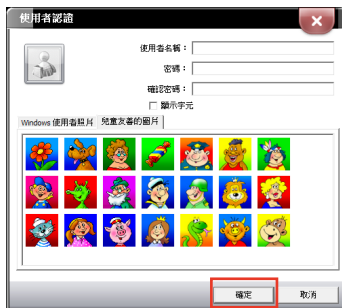 使用者認證
使用者名稱：
密碼：
確認密碼：
顯示字元
Windows 使用者照片 兒童友善的圖片
確定 取消